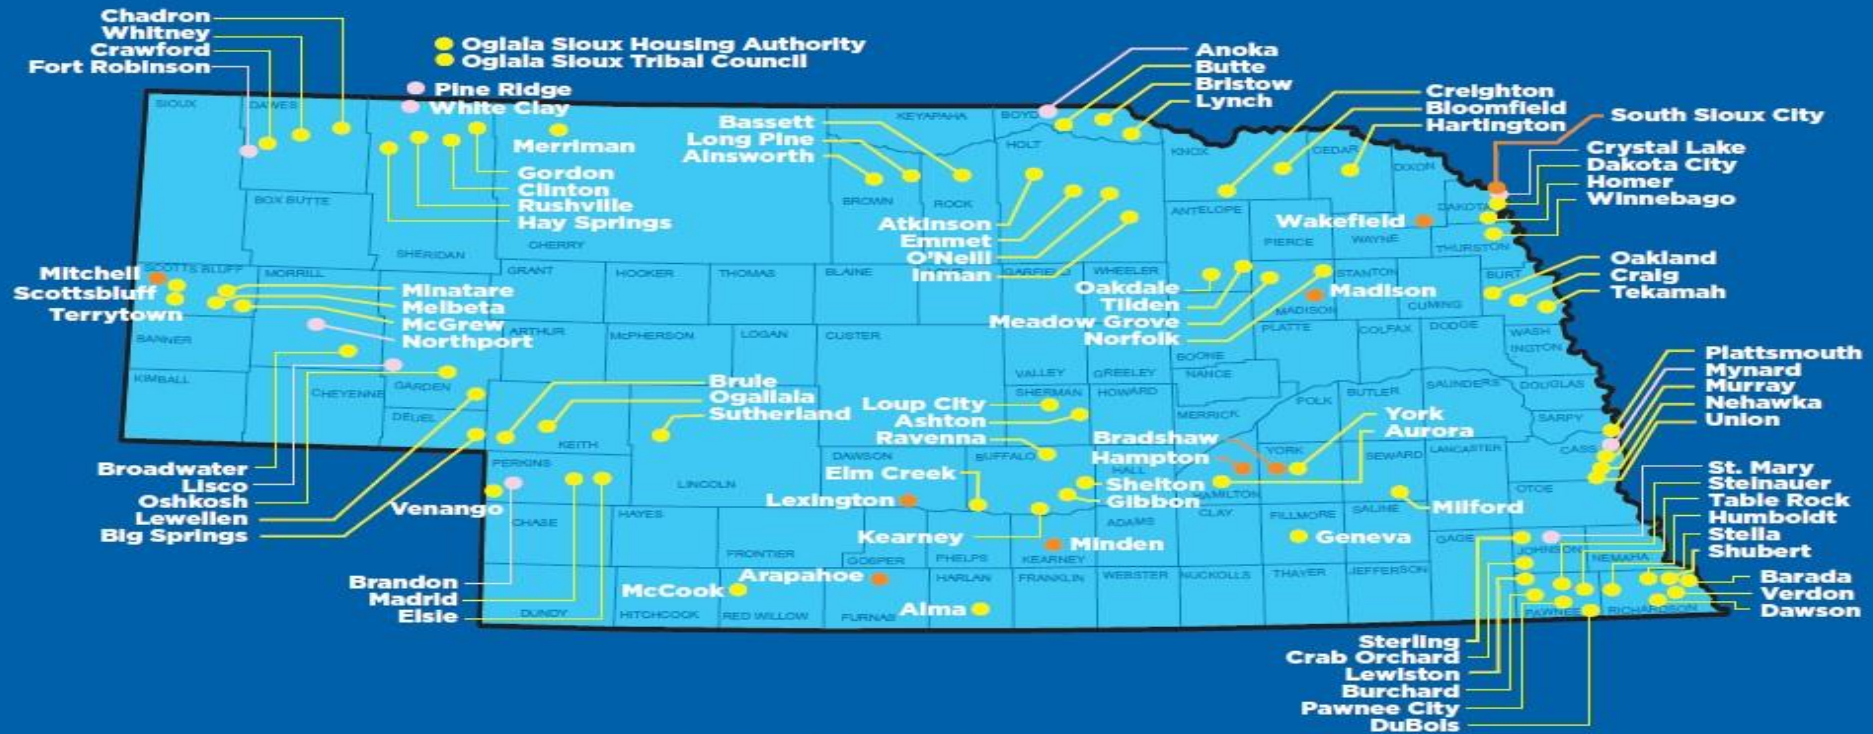 Chadron
Whitney
Crawford
Fort Robinson
Oglala Sioux Housing Authority
Oglala Sioux Tribal Council
Pine Ridge
White Clay
Anoka
Butte
Bristow
Lynch
Creighton
Bloomfield
Hartington
South Sioux City
Crystal Lake
Dakota City
Homer
Winnebago
SIOUX
DAWES
KEYAPAHA
BOYD
Bassett
Long Pine
Ainsworth
Merriman
Gordon
Clinton
Rushville
Hay Springs
HOLT
KNOX
CEDAR
DIXON
BOX BUTTE
SHERIDAN
CHERRY
BROWN
ROCK
ANTELOPE
DAKOTA
Atkinson
Emmet
O'Neill
Inman
Wakefield
PIERCE
WAYNE
THURSTON
Mitchell
Scottsbluff
Terrytown
SCOTTS BLUFF
MORRILL
Minatare
Melbeta
McGrew
Northport
GRANT
HOOKER
THOMAS
BLAINE
GARFIELD
WHEELER
Oakdale
Tilden
Meadow Grove
Norfolk
STANTON
Madison
MADISON
CUMING
BURT
Oakland
Craig
Tekamah
BANNER
ARTHUR
McPHERSON
LOGAN
CUSTER
PLATTE
COLFAX
DODGE
WASH
INGTON
BOONE
NANCE
KIMBALL
CHEYENNE
GARDEN
DEUEL
Brule
Ogallala
Sutherland
VALLEY
GREELEY
SHERMAN
HOWARD
Loup City
Ashton
Ravenna
MERRICK
POLK
BUTLER
SAUNDERS
DOUGLAS
SARPY
Plattsmouth
Mynard
Murray
Nehawka
Union
York
Aurora
Bradshaw
Hampton
KEITH
PERKINS
LINCOLN
DAWSON
BUFFALO
HALL
HAMILTON
YORK
SEWARD
LANCASTER
CASS
OTOE
Broadwater
Lisco
Oshkosh
Lewellen
Big Springs
Venango
Elm Creek
Lexington
Shelton
Gibbon
Milford
St. Mary
Steinauer
Table Rock
Humboldt
Stella
Shubert
CHASE
HAYES
FRONTIER
GOSPER
PHELPS
KEARNEY
ADAMS
CLAY
FILLMORE
SALINE
GAGE
JOHNSON
NEMAHA
Kearney
Minden
Geneva
Brandon
Madrid
Elsie
McCook
Arapahoe
Alma
DUNDY
HITCHCOCK
RED WILLOW
FURNAS
HARLAN
FRANKLIN
WEBSTER
NUCKOLLS
THAYER
JEFFERSON
PAWNEE
RICHARDSON
Barada
Verdon
Dawson
Sterling
Crab Orchard
Lewiston
Burchard
Pawnee City
DuBois